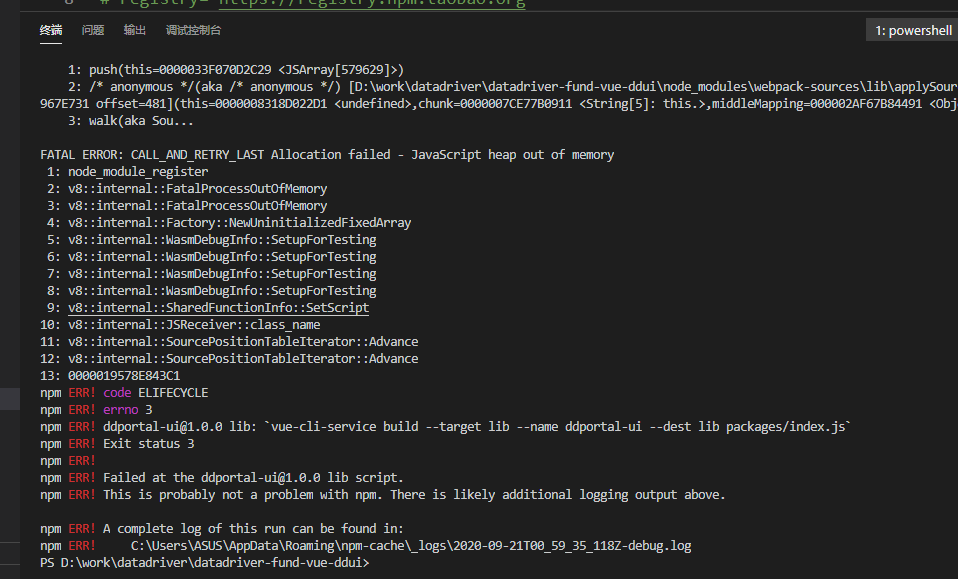 8 # registry= https://registry.npm.taobao.org
终端 问题 输出 调试控制台 1: powershell
1: push(this=0000033F070D2C29 <JSArray[579629]>)
2: /* anonymous */(aka /* anonymous */) [D:\work\datadriver\datadriver-fund-vue-ddui\node_modules\webpack-sources\lib\applySour
967E731 offset=481](this=0000008318D022D1 <undefined>,chunk=0000007CE77B0911 <String[5]: this.>,middleMapping=000002AF67B84491 <Obj
3: walk(aka Sou...
FATAL ERROR: CALL_AND_RETRY_LAST Allocation failed - JavaScript heap out of memory
1: node_module_register
2: v8::internal::FatalProcessOutOfMemory
3: v8::internal::FatalProcessOutOfMemory
4: v8::internal::Factory::NewUninitializedFixedArray
5: v8::internal::WasmDebugInfo::SetupForTesting
6: v8::internal::WasmDebugInfo::SetupForTesting
7: v8::internal::WasmDebugInfo::SetupForTesting
8: v8::internal::WasmDebugInfo::SetupForTesting
9: v8::internal::SharedFunctionInfo::SetScript
10: v8::internal::JSReceiver::class_name
11: v8::internal::SourcePositionTableIterator::Advance
12: v8::internal::SourcePositionTableIterator::Advance
13: 0000019578E843C1
npm ERR! code ELIFECYCLE
npm ERR! errno 3
npm ERR! ddportal-ui@1.0.0 lib: `vue-cli-service build --target lib --name ddportal-ui --dest lib packages/index.js`
npm ERR! Exit status 3
npm ERR!
npm ERR! Failed at the ddportal-ui@1.0.0 lib script.
npm ERR! This is probably not a problem with npm. There is likely additional logging output above.
npm ERR! A complete log of this run can be found in:
npm ERR! C:\Users\ASUS\AppData\Roaming\npm-cache\_logs\2020-09-21T00_59_35_118Z-debug.log
PS D:\work\datadriver\datadriver-fund-vue-ddui>